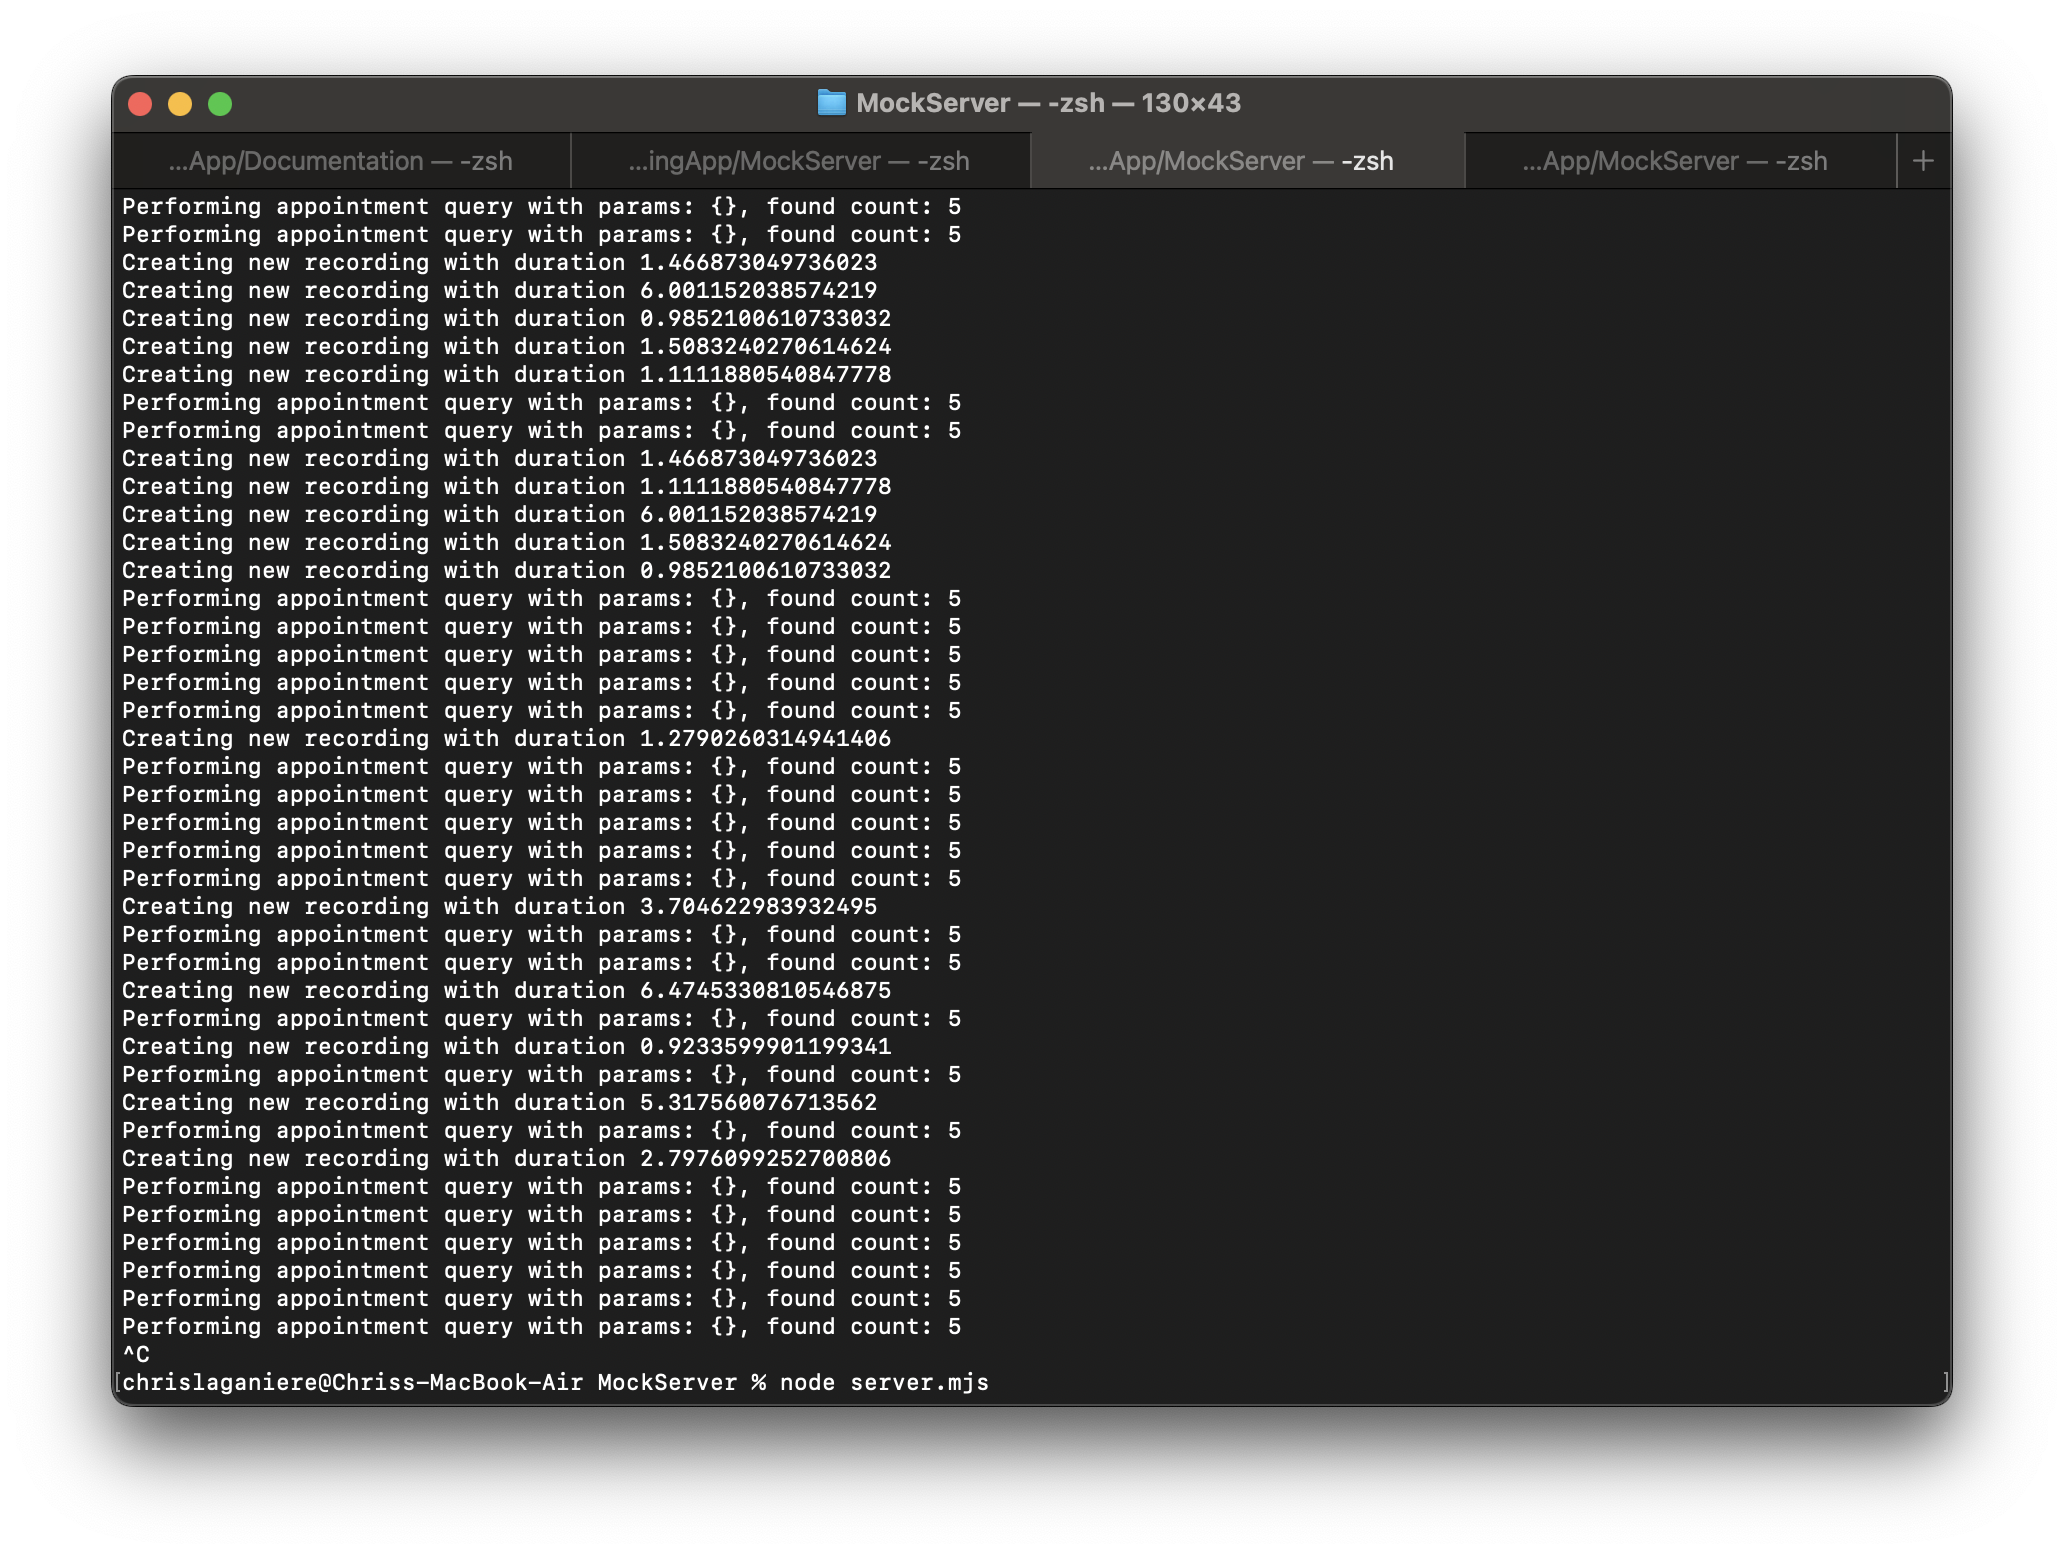 MockServer — -zsh — 130×43
...App/Documentation — -zsh
...ingApp/MockServer — -zsh
...App/MockServer — -zsh
...App/MockServer — -zsh
+
Performing appointment query with params: {}, found count: 5
Performing appointment query with params: {}, found count: 5
Creating new recording with duration 1.466873049736023
Creating new recording with duration 6.001152038574219
Creating new recording with duration 0.9852100610733032
Creating new recording with duration 1.5083240270614624
Creating new recording with duration 1.1111880540847778
Performing appointment query with params: {}, found count: 5
Performing appointment query with params: {}, found count: 5
Creating new recording with duration 1.466873049736023
Creating new recording with duration 1.1111880540847778
Creating new recording with duration 6.001152038574219
Creating new recording with duration 1.5083240270614624
Creating new recording with duration 0.9852100610733032
Performing appointment query with params: {}, found count: 5
Performing appointment query with params: {}, found count: 5
Performing appointment query with params: {}, found count: 5
Performing appointment query with params: {}, found count: 5
Performing appointment query with params: {}, found count: 5
Creating new recording with duration 1.2790260314941406
Performing appointment query with params: {}, found count: 5
Performing appointment query with params: {}, found count: 5
Performing appointment query with params: {}, found count: 5
Performing appointment query with params: {}, found count: 5
Performing appointment query with params: {}, found count: 5
Creating new recording with duration 3.704622983932495
Performing appointment query with params: {}, found count: 5
Performing appointment query with params: {}, found count: 5
Creating new recording with duration 6.4745330810546875
Performing appointment query with params: {}, found count: 5
Creating new recording with duration 0.9233599901199341
Performing appointment query with params: {}, found count: 5
Creating new recording with duration 5.317560076713562
Performing appointment query with params: {}, found count: 5
Creating new recording with duration 2.7976099252700806
Performing appointment query with params: {}, found count: 5
Performing appointment query with params: {}, found count: 5
Performing appointment query with params: {}, found count: 5
Performing appointment query with params: {}, found count: 5
Performing appointment query with params: {}, found count: 5
Performing appointment query with params: {}, found count: 5
^C
[chrislaganiere@Chriss-MacBook-Air MockServer % node server.mjs ]